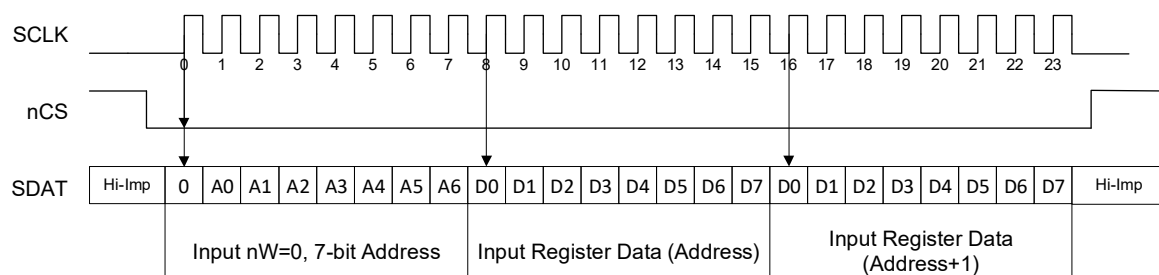 SCLK
0 1 2 3 4 5 6 7 8 9 10 11 12 13 14 15 16 17 18 19 20 21 22 23
nCS
SDAT Hi-Imp 0 A0 A1 A2 A3 A4 A5 A6 D0 D1 D2 D3 D4 D5 D6 D7 D0 D1 D2 D3 D4 D5 D6 D7 Hi-Imp
Input nW=0, 7-bit Address Input Register Data (Address) Input Register Data
(Address+1)